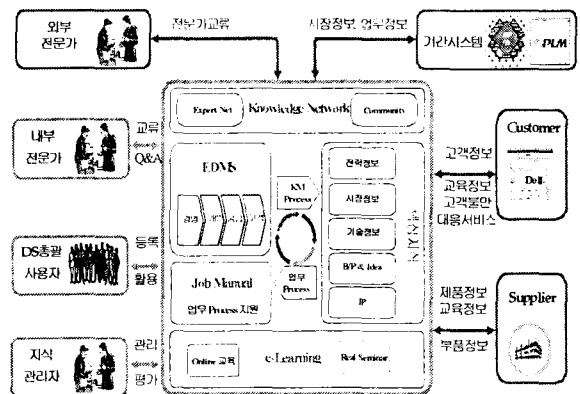 외부
전문가
전문가교류
시장정보, 업무정보
기간시스템
PLM
Expert Net
Knowledge Network
Community
내부
전문가
교류
Q&A
EDMS
KM
Process
전략정보
시장정보
기술정보
B/P & Idea
IP
Customer
Dell
고객정보
교육정보
고객불만
대응서비스
DS총괄
사용자
등록
활용
Job Manual
업무 Process 지원
업무
Process
제품정보
교육정보
부품정보
Supplier
지식
관리자
관리
평가
Online 교육
e-Learning
Real Seminar